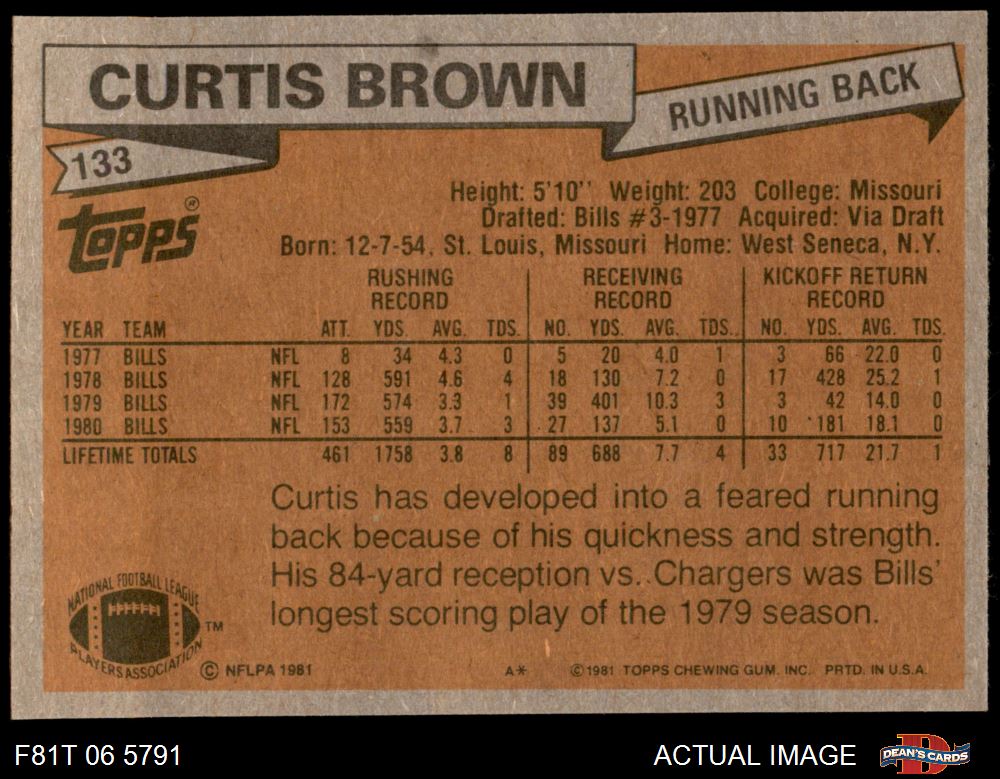 CURTIS BROWN
RUNNING BACK
133
Topps ®
Height: 5'10'' Weight: 203 College: Missouri
Drafted: Bills #3-1977 Acquired: Via Draft
Born: 12-7-54, St. Louis, Missouri Home: West Seneca, N.Y.
RUSHING RECORD RECEIVING RECORD KICKOFF RETURN RECORD
YEAR TEAM ATT. YDS. AVG. TDS. NO. YDS. AVG. TDS. NO. YDS. AVG. TDS.
1977 BILLS NFL 8 34 4.3 0 5 20 4.0 1 3 66 22.0 0
1978 BILLS NFL 128 591 4.6 4 18 130 7.2 0 17 428 25.2 1
1979 BILLS NFL 172 574 3.3 1 39 401 10.3 3 3 42 14.0 0
1980 BILLS NFL 153 559 3.7 3 27 137 5.1 0 10 181 18.1 0
LIFETIME TOTALS 461 1758 3.8 8 89 688 7.7 4 33 717 21.7 1
Curtis has developed into a feared running
back because of his quickness and strength.
His 84-yard reception vs. Chargers was Bills'
longest scoring play of the 1979 season.
NATIONAL FOOTBALL LEAGUE
PLAYERS ASSOCIATION TM
© NFLPA 1981 A* © 1981 TOPPS CHEWING GUM. INC. PRTD. IN U.S.A.
F81T 06 5791 ACTUAL IMAGE DEAN'S CARDS